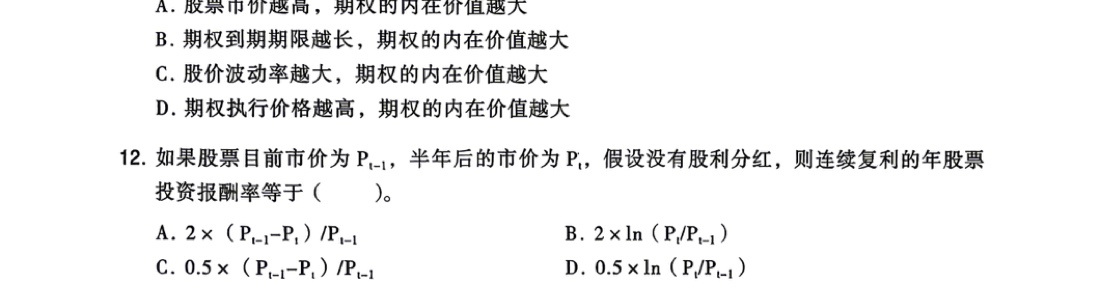 A. 股票市价越高，期权的内在价值越大
B. 期权到期期限越长，期权的内在价值越大
C. 股价波动率越大，期权的内在价值越大
D. 期权执行价格越高，期权的内在价值越大
12. 如果股票目前市价为 Pₜ₋₁，半年后的市价为 Pₜ，假设没有股利分红，则连续复利的年股票
投资报酬率等于（　　）。
A. 2×（Pₜ₋₁−Pₜ）/Pₜ₋₁ B. 2×ln（Pₜ/Pₜ₋₁）
C. 0.5×（Pₜ₋₁−Pₜ）/Pₜ₋₁ D. 0.5×ln（Pₜ/Pₜ₋₁）